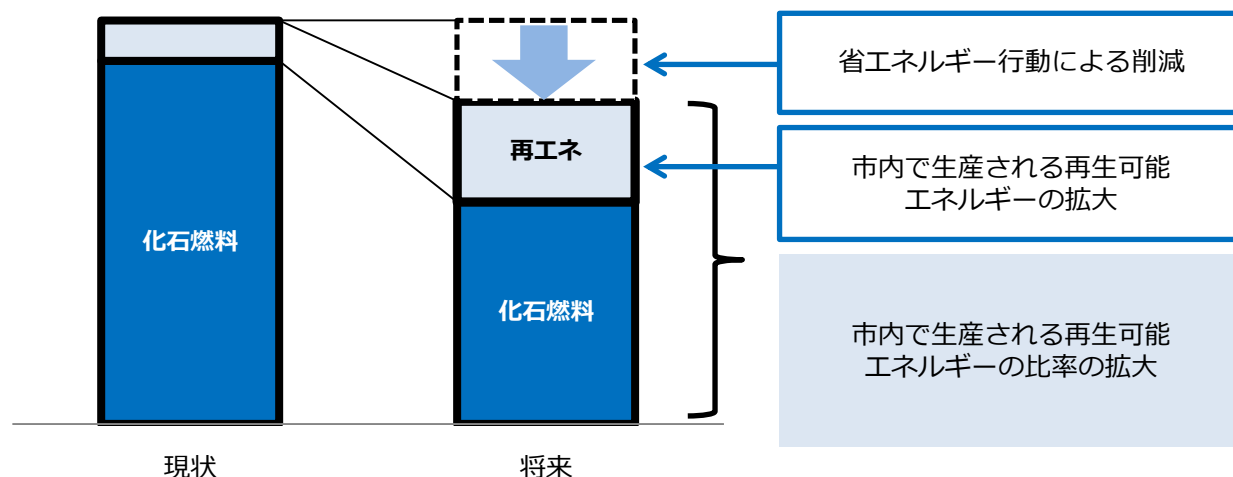 省エネルギー行動による削減
再エネ
市内で生産される再生可能
エネルギーの拡大
化石燃料
化石燃料
市内で生産される再生可能
エネルギーの比率の拡大
現状
将来